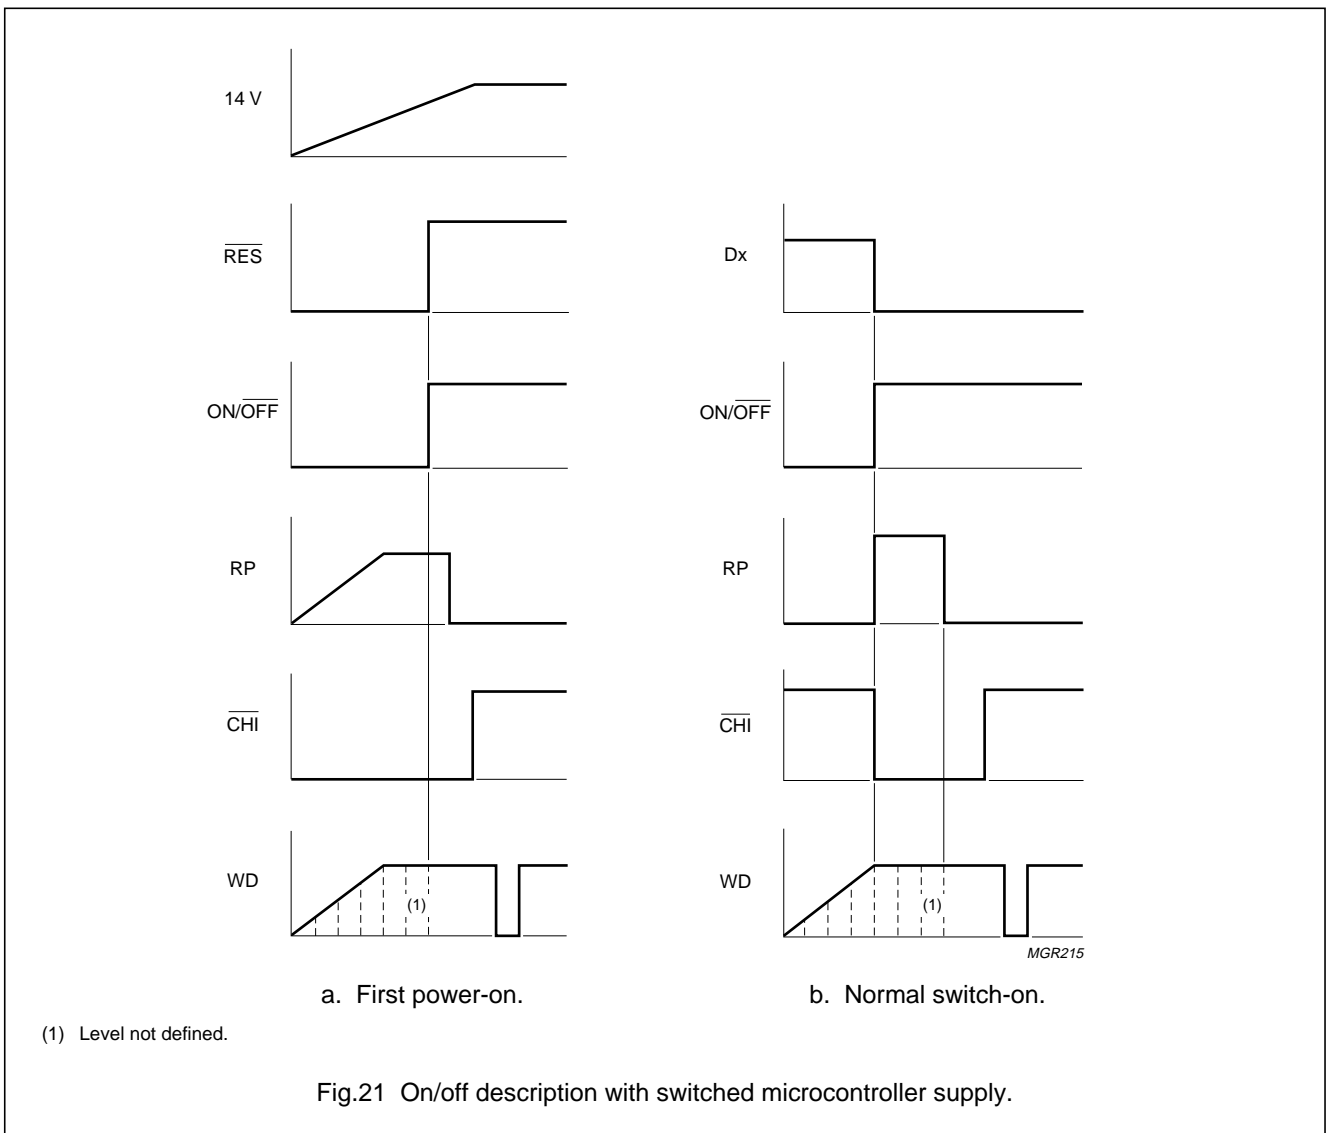 14 V
RES
ON/OFF
RP
CHI
WD
(1)
a. First power-on.
Dx
ON/OFF
RP
CHI
WD
(1)
MGR215
b. Normal switch-on.
(1) Level not defined.
Fig.21 On/off description with switched microcontroller supply.